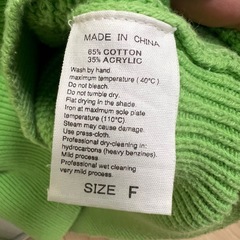 MADE IN CHINA
65% COTTON
35% ACRYLIC
Wash by hand
maximum temperature ( 40°C)
Do not bleach.
Do not tumble dry.
Flat drying in the shade
Iron at maximum sole plate
temperature (110°C)
Steam may cause damage.
Use press-cloth
Professional dry-cleaning in:
hydrocarbons (heavy benzines).
Mild process
Professional wet cleaning
very mild process.
SIZE F